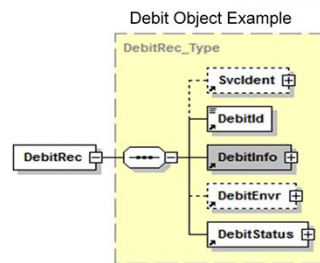 Debit Object Example
DebitRec_Type
SvcIdent
DebitId
DebitRec
DebitInfo
DebitEnvr
DebitStatus